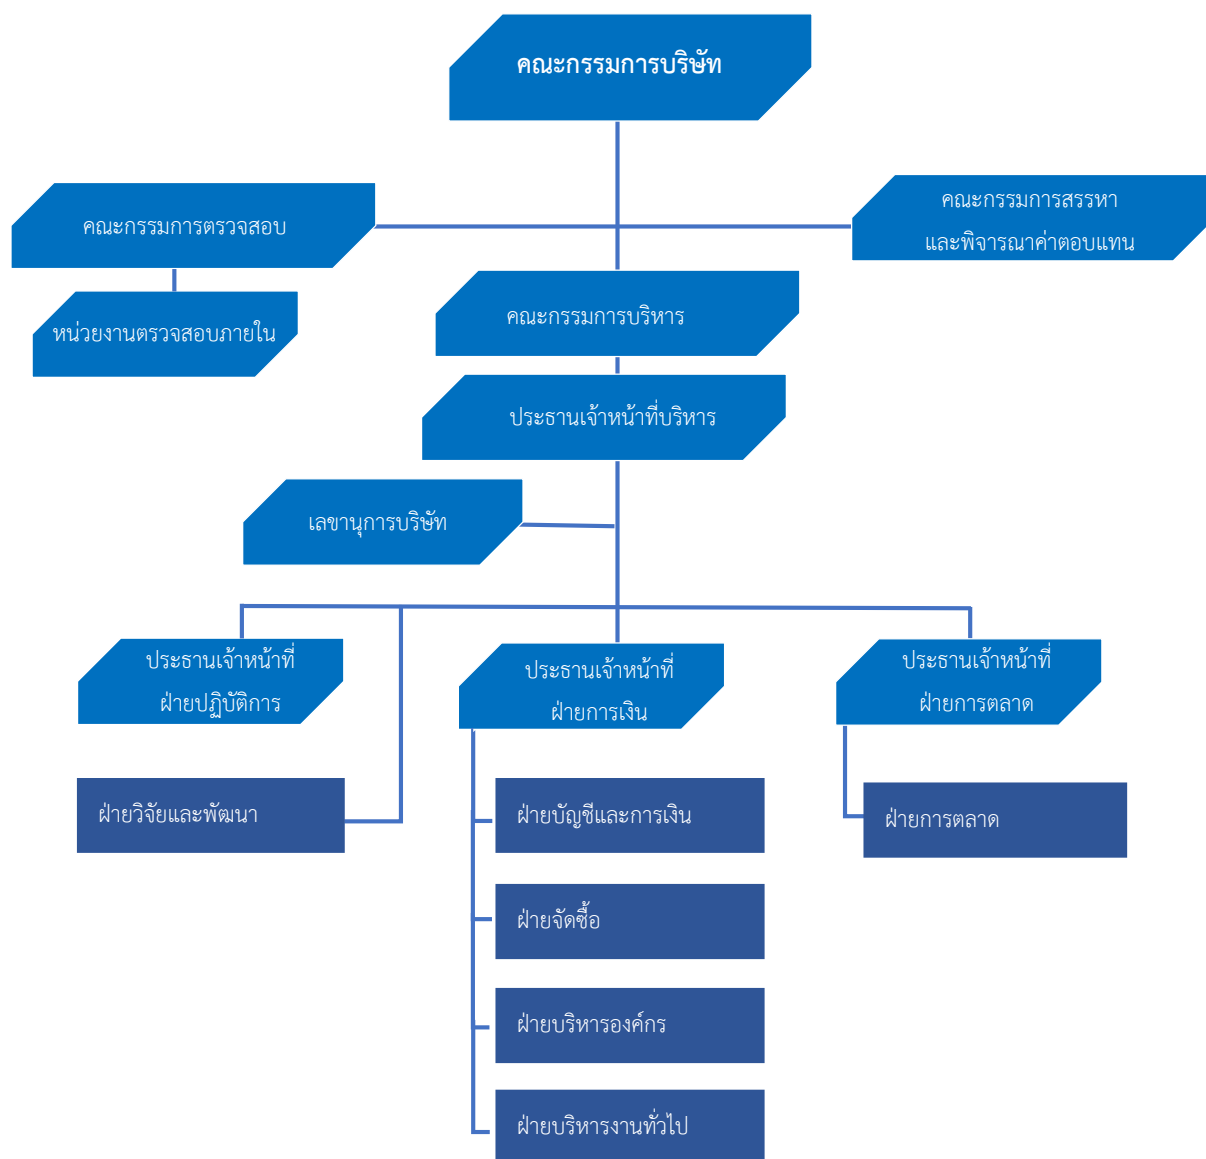 คณะกรรมการบริษัท
คณะกรรมการตรวจสอบ
คณะกรรมการสรรหา
และพิจารณาค่าตอบแทน
หน่วยงานตรวจสอบภายใน
คณะกรรมการบริหาร
ประธานเจ้าหน้าที่บริหาร
เลขานุการบริษัท
ประธานเจ้าหน้าที่
ฝ่ายปฏิบัติการ
ประธานเจ้าหน้าที่
ฝ่ายการเงิน
ประธานเจ้าหน้าที่
ฝ่ายการตลาด
ฝ่ายวิจัยและพัฒนา
ฝ่ายบัญชีและการเงิน
ฝ่ายการตลาด
ฝ่ายจัดซื้อ
ฝ่ายบริหารองค์กร
ฝ่ายบริหารงานทั่วไป